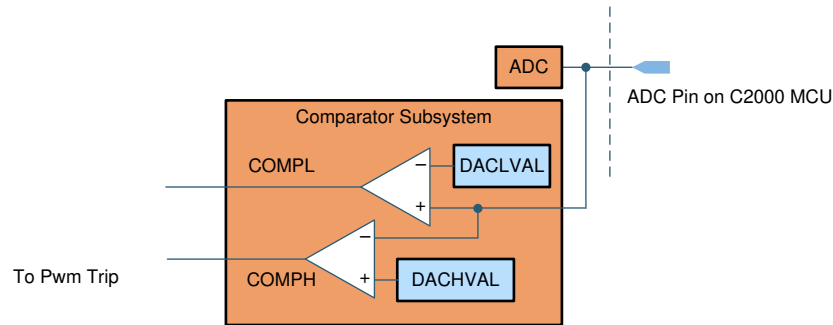 ADC
ADC Pin on C2000 MCU
Comparator Subsystem
COMPL
−
DACLVAL
+
−
To Pwm Trip
COMPH
+
DACHVAL